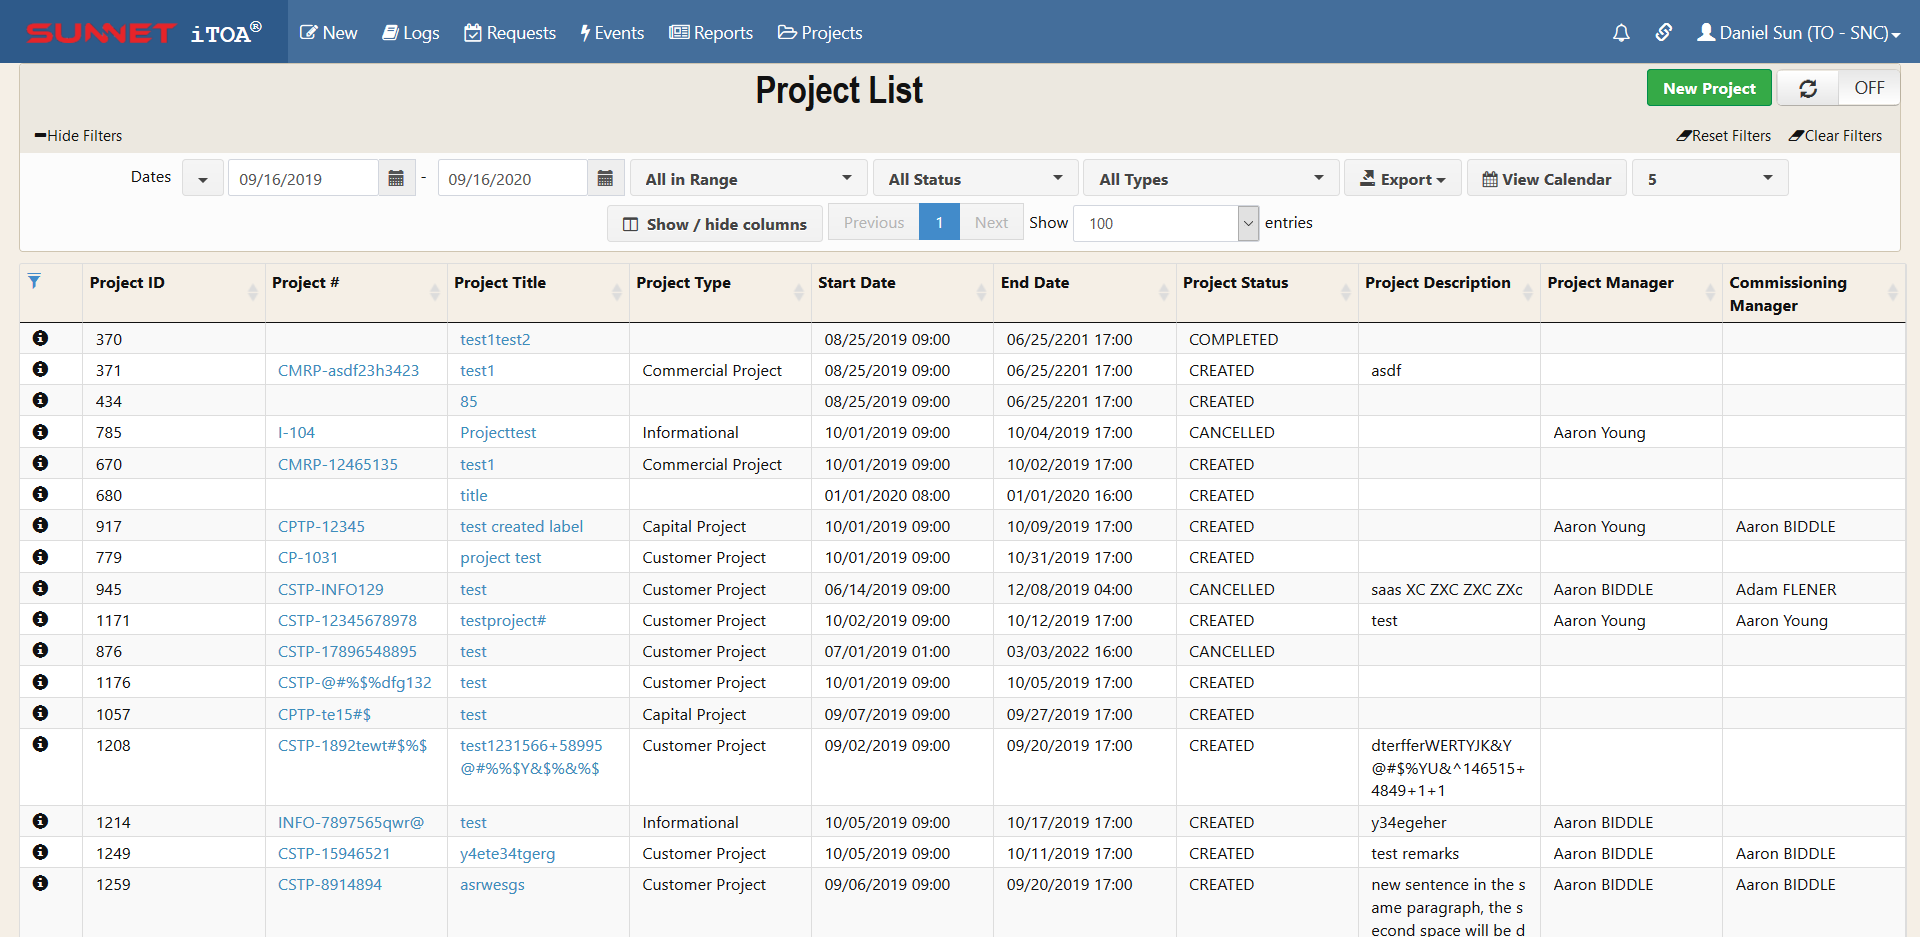 SUNNET iTOA® New Logs Requests Events Reports Projects Daniel Sun (TO - SNC)
Project List New Project OFF
Hide Filters Reset Filters Clear Filters
Dates 09/16/2019 - 09/16/2020 All in Range All Status All Types Export View Calendar 5
Show / hide columns Previous 1 Next Show 100 entries
Project ID Project # Project Title Project Type Start Date End Date Project Status Project Description Project Manager Commissioning
Manager
370 test1test2 08/25/2019 09:00 06/25/2201 17:00 COMPLETED
371 CMRP-asdf23h3423 test1 Commercial Project 08/25/2019 09:00 06/25/2201 17:00 CREATED asdf
434 85 08/25/2019 09:00 06/25/2201 17:00 CREATED
785 I-104 Projecttest Informational 10/01/2019 09:00 10/04/2019 17:00 CANCELLED Aaron Young
670 CMRP-12465135 test1 Commercial Project 10/01/2019 09:00 10/02/2019 17:00 CREATED
680 title 01/01/2020 08:00 01/01/2020 16:00 CREATED
917 CPTP-12345 test created label Capital Project 10/01/2019 09:00 10/09/2019 17:00 CREATED Aaron Young Aaron BIDDLE
779 CP-1031 project test Customer Project 10/01/2019 09:00 10/31/2019 17:00 CREATED
945 CSTP-INFO129 test Customer Project 06/14/2019 09:00 12/08/2019 04:00 CANCELLED saas XC ZXC ZXC ZXc Aaron BIDDLE Adam FLENER
1171 CSTP-12345678978 testproject# Customer Project 10/02/2019 09:00 10/12/2019 17:00 CREATED test Aaron Young Aaron Young
876 CSTP-17896548895 test Customer Project 07/01/2019 01:00 03/03/2022 16:00 CANCELLED
1176 CSTP-@#%$%dfg132 test Customer Project 10/01/2019 09:00 10/05/2019 17:00 CREATED
1057 CPTP-te15#$ test Capital Project 09/07/2019 09:00 09/27/2019 17:00 CREATED
1208 CSTP-1892tewt#$%$ test1231566+58995 Customer Project 09/02/2019 09:00 09/20/2019 17:00 CREATED dterfferWERTYJK&Y
@#%%$Y&$%&%$ @#$%YU&^146515+
4849+1+1
1214 INFO-7897565qwr@ test Informational 10/05/2019 09:00 10/17/2019 17:00 CREATED y34egeher Aaron BIDDLE
1249 CSTP-15946521 y4ete34tgerg Customer Project 10/05/2019 09:00 10/11/2019 17:00 CREATED test remarks Aaron BIDDLE Aaron BIDDLE
1259 CSTP-8914894 asrwesgs Customer Project 09/06/2019 09:00 09/20/2019 17:00 CREATED new sentence in the s Aaron BIDDLE Aaron BIDDLE
ame paragraph, the s
econd space will be d